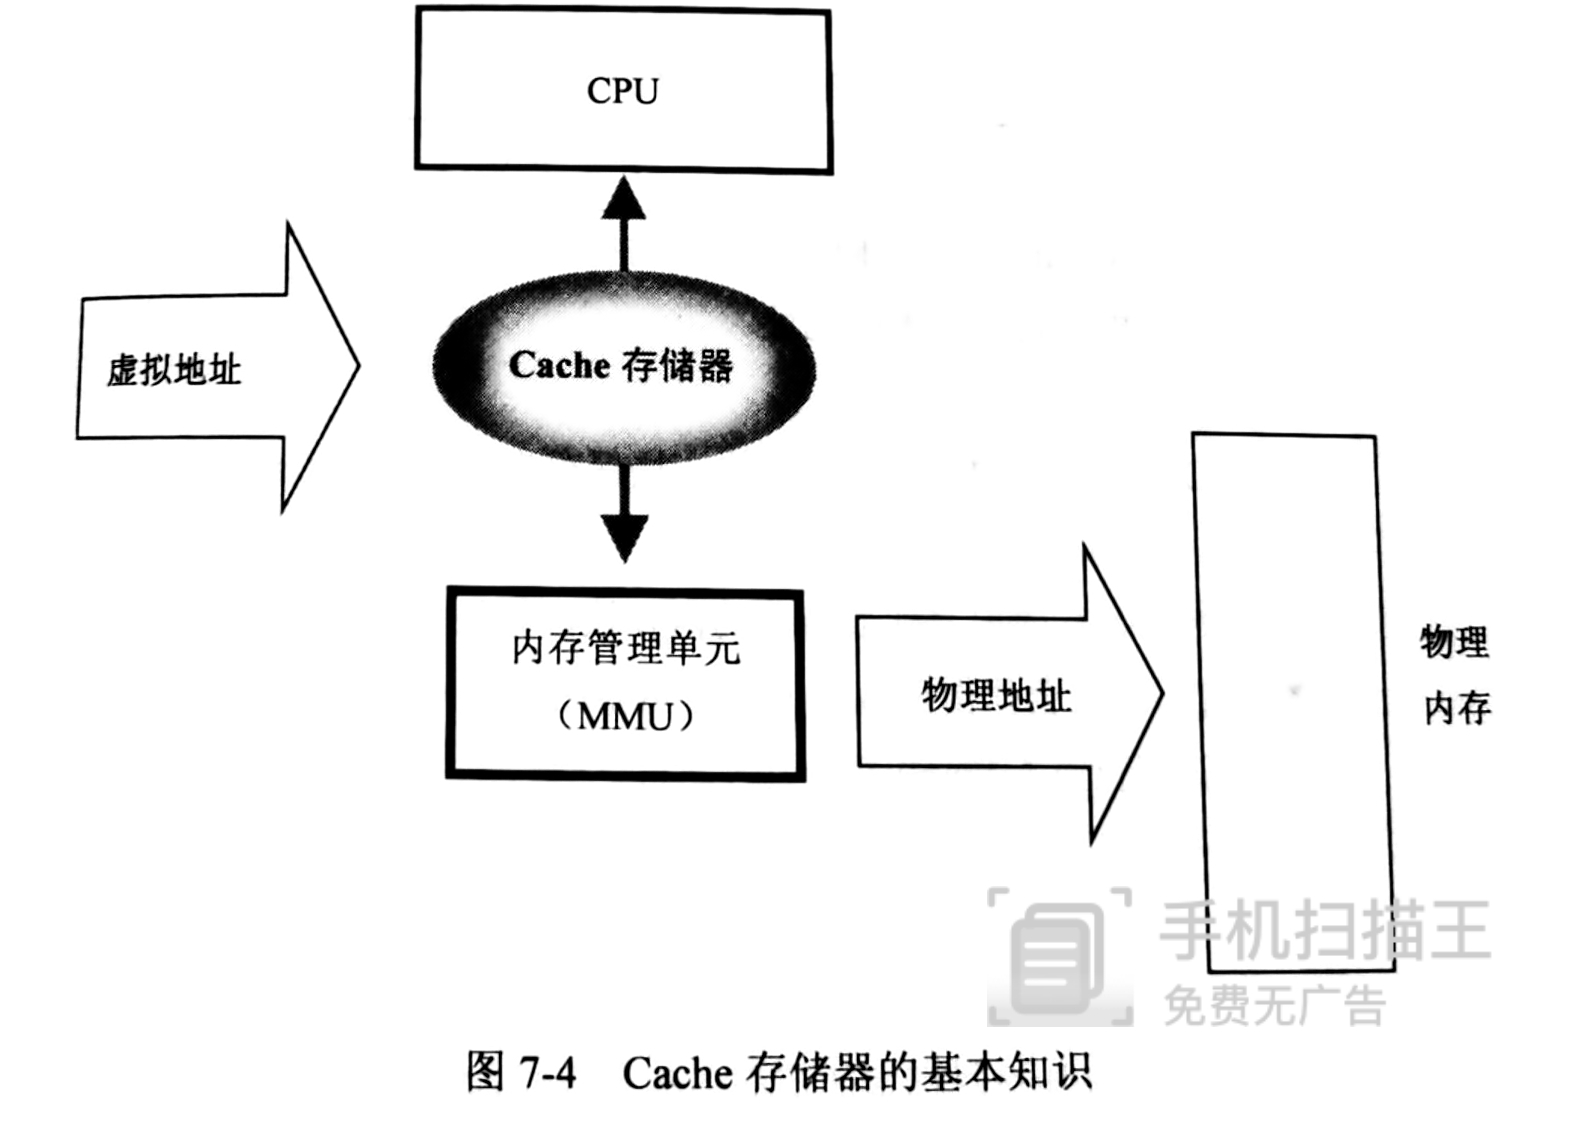 CPU
虚拟地址
Cache 存储器
内存管理单元
（MMU）
物理地址
物理
内存
手机扫描王
免费无广告
图 7-4 Cache 存储器的基本知识